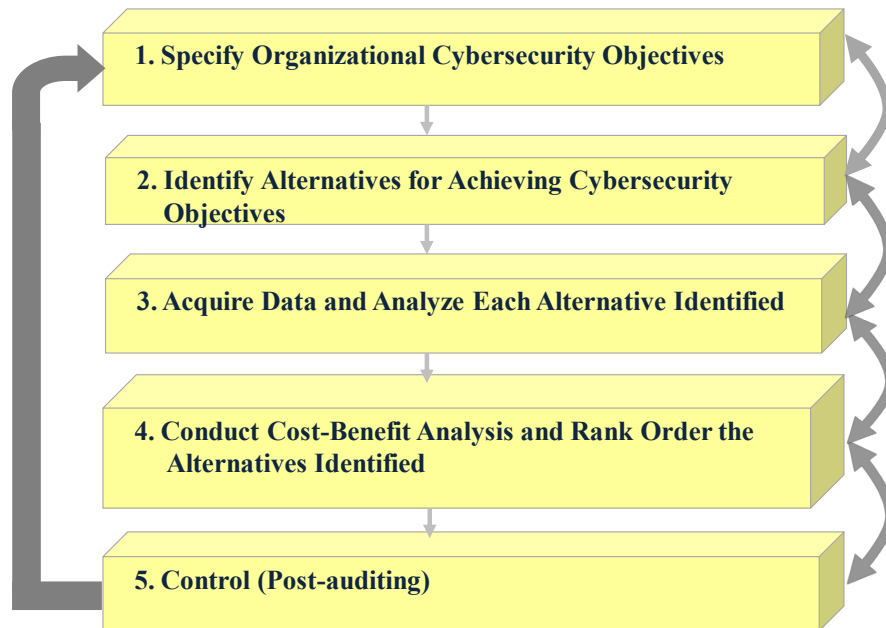 1. Specify Organizational Cybersecurity Objectives
2. Identify Alternatives for Achieving Cybersecurity
Objectives
3. Acquire Data and Analyze Each Alternative Identified
4. Conduct Cost-Benefit Analysis and Rank Order the
Alternatives Identified
5. Control (Post-auditing)